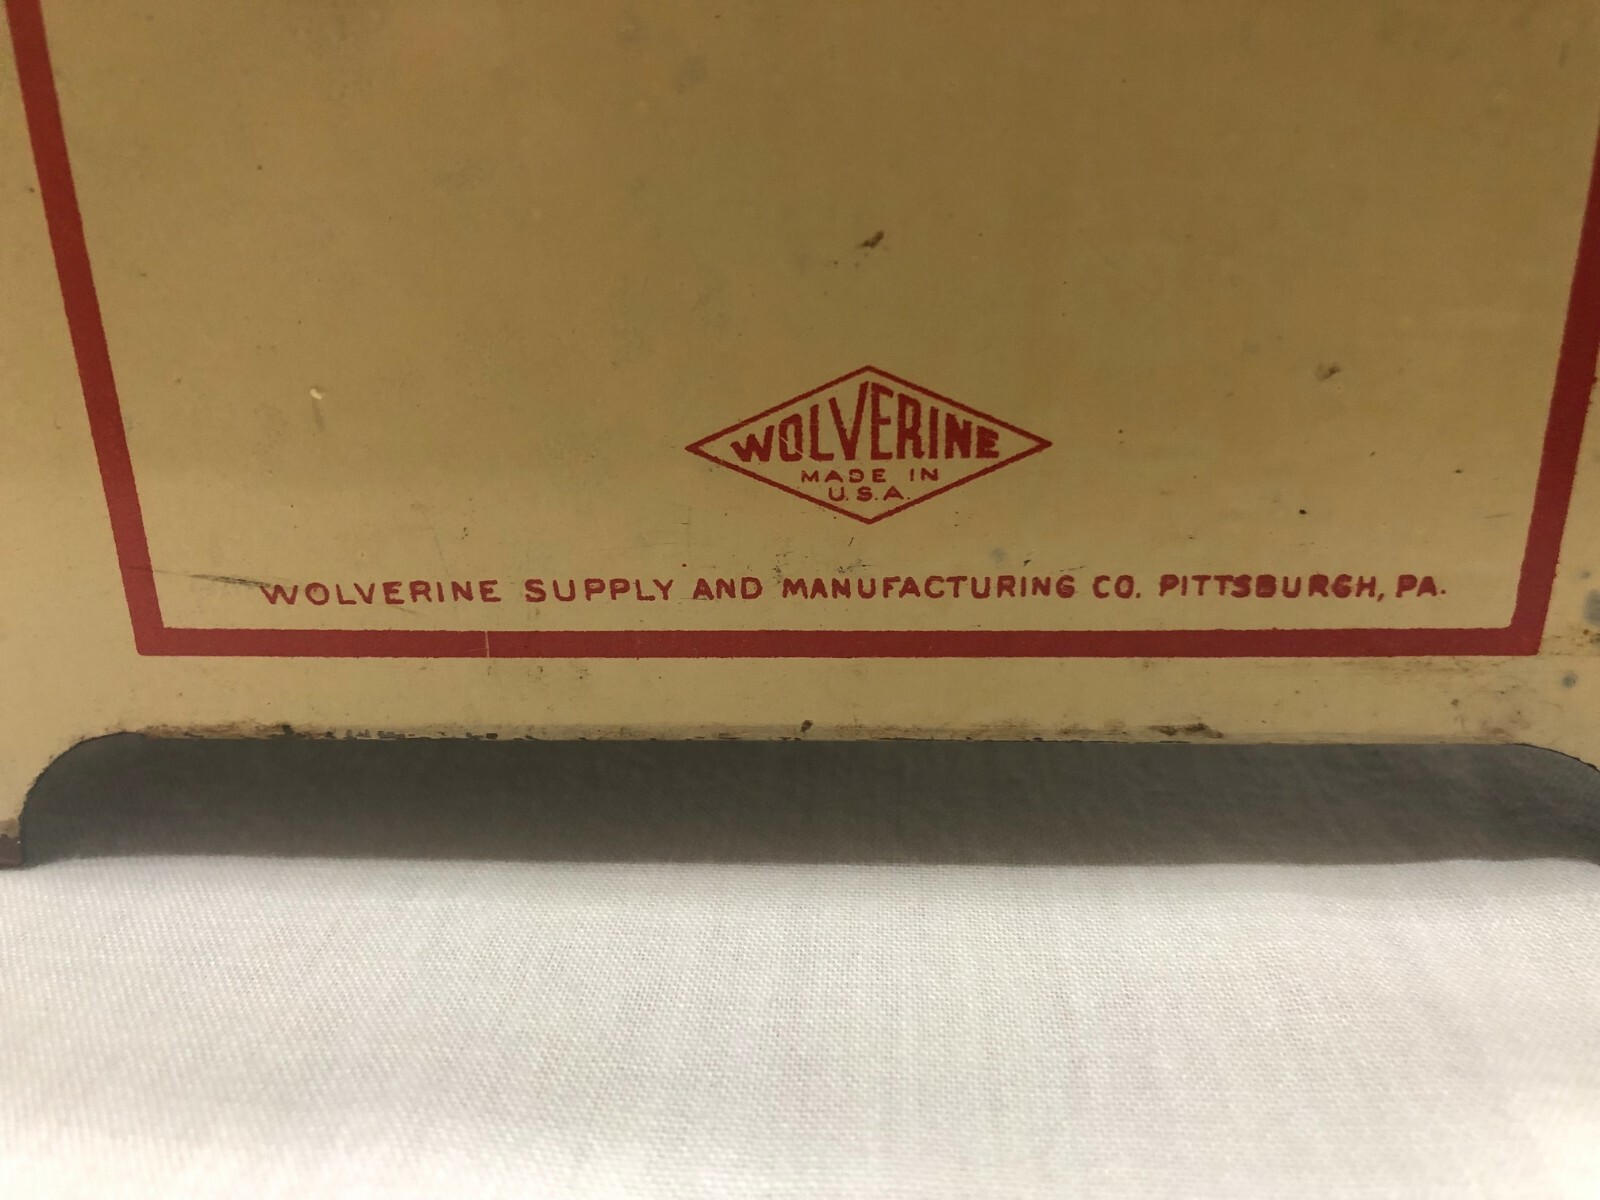 WOLVERINE
MADE IN
U.S.A.
WOLVERINE SUPPLY AND MANUFACTURING CO. PITTSBURGH, PA.